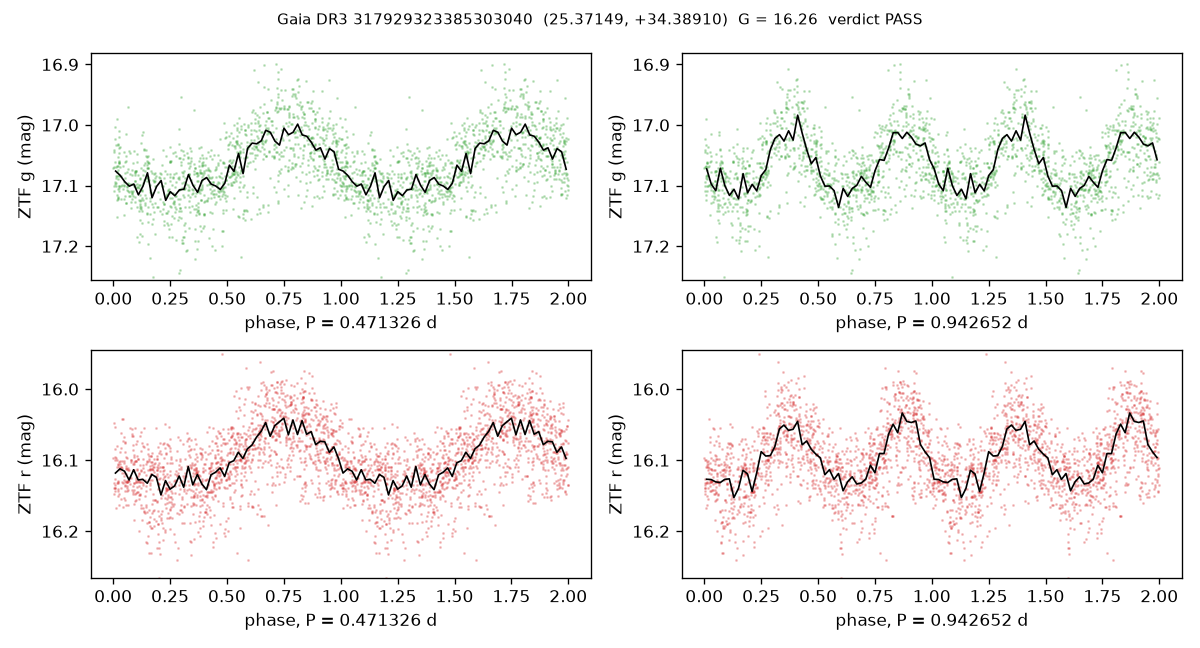 Gaia DR3 317929323385303040 (25.37149, +34.38910) G = 16.26 verdict PASS
ZTF g (mag)
16.9
17.0
17.1
17.2
0.00 0.25 0.50 0.75 1.00 1.25 1.50 1.75 2.00
phase, P = 0.471326 d
ZTF g (mag)
16.9
17.0
17.1
17.2
0.00 0.25 0.50 0.75 1.00 1.25 1.50 1.75 2.00
phase, P = 0.942652 d
ZTF r (mag)
16.0
16.1
16.2
0.00 0.25 0.50 0.75 1.00 1.25 1.50 1.75 2.00
phase, P = 0.471326 d
ZTF r (mag)
16.0
16.1
16.2
0.00 0.25 0.50 0.75 1.00 1.25 1.50 1.75 2.00
phase, P = 0.942652 d